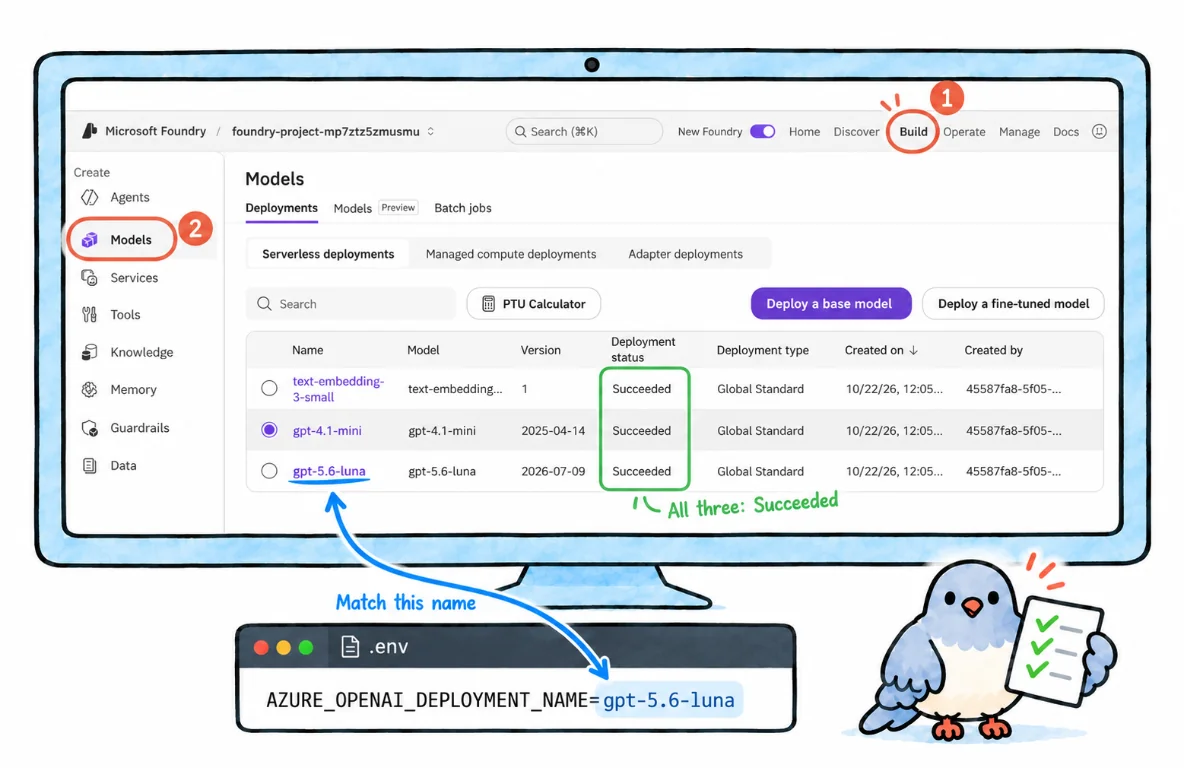 1
Microsoft Foundry / foundry-project-mp7ztz5zmusmu Search (⌘K) New Foundry Home Discover Build Operate Manage Docs
Create
Agents
Models 2
Services
Tools
Knowledge
Memory
Guardrails
Data
Models
Deployments Models Preview Batch jobs
Serverless deployments Managed compute deployments Adapter deployments
Search PTU Calculator Deploy a base model Deploy a fine-tuned model
Name Model Version Deployment status Deployment type Created on ↓ Created by
text-embedding-3-small text-embedding... 1 Succeeded Global Standard 10/22/26, 12:05... 45587fa8-5f05-...
gpt-4.1-mini gpt-4.1-mini 2025-04-14 Succeeded Global Standard 10/22/26, 12:05... 45587fa8-5f05-...
gpt-5.6-luna gpt-5.6-luna 2026-07-09 Succeeded Global Standard 10/22/26, 12:05... 45587fa8-5f05-...
All three: Succeeded
Match this name
.env
AZURE_OPENAI_DEPLOYMENT_NAME=gpt-5.6-luna